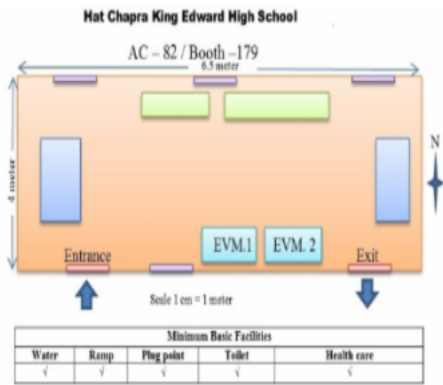 Hat Chapra King Edward High School
AC – 82 / Booth –179
6.5 meter
4 meter
N
EVM.1 EVM. 2
Entrance Exit
Scale 1 cm = 1 meter
Minimum Basic Facilities
Water Ramp Plug point Toilet Health care
√ √ √ √ √